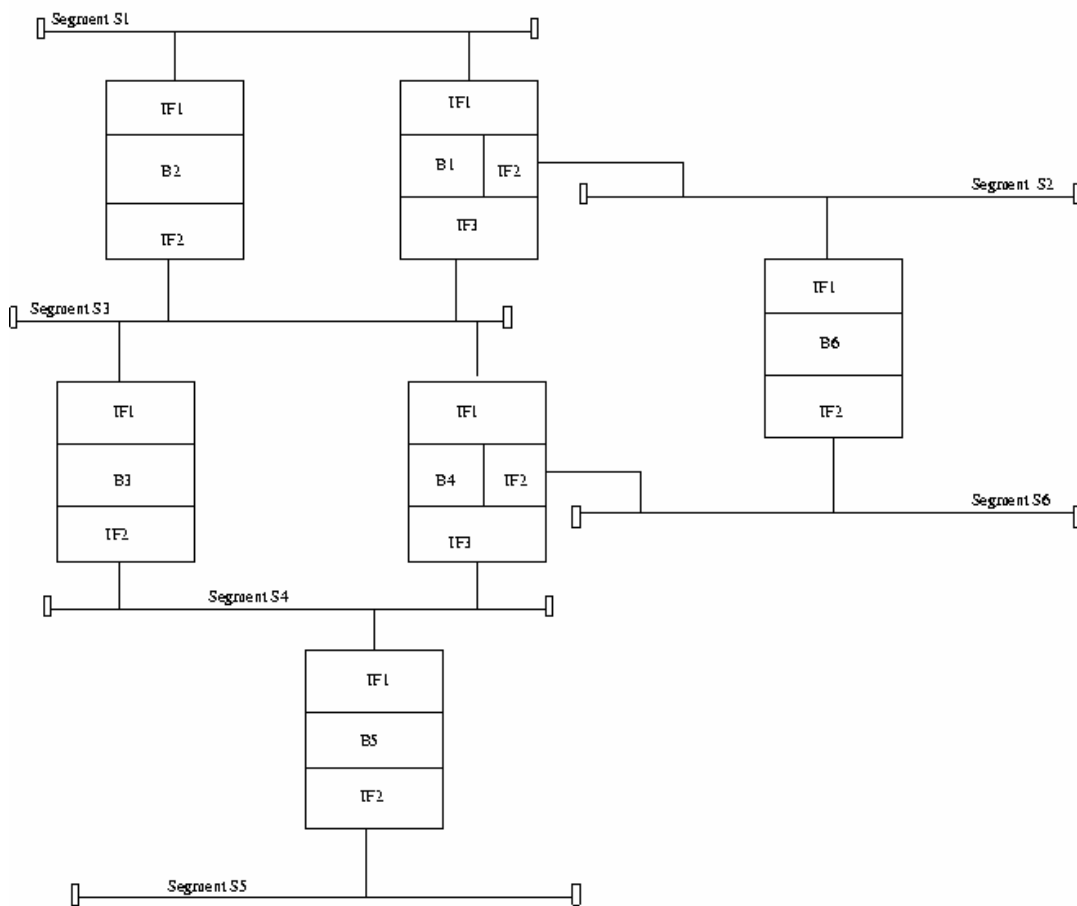 Segment S1
IF1
B2
IF2
IF1
B1
IF2
IF3
Segment S2
IF1
B6
IF2
Segment S3
IF1
B3
IF2
IF1
B4
IF2
IF3
Segment S6
Segment S4
IF1
B5
IF2
Segment S5